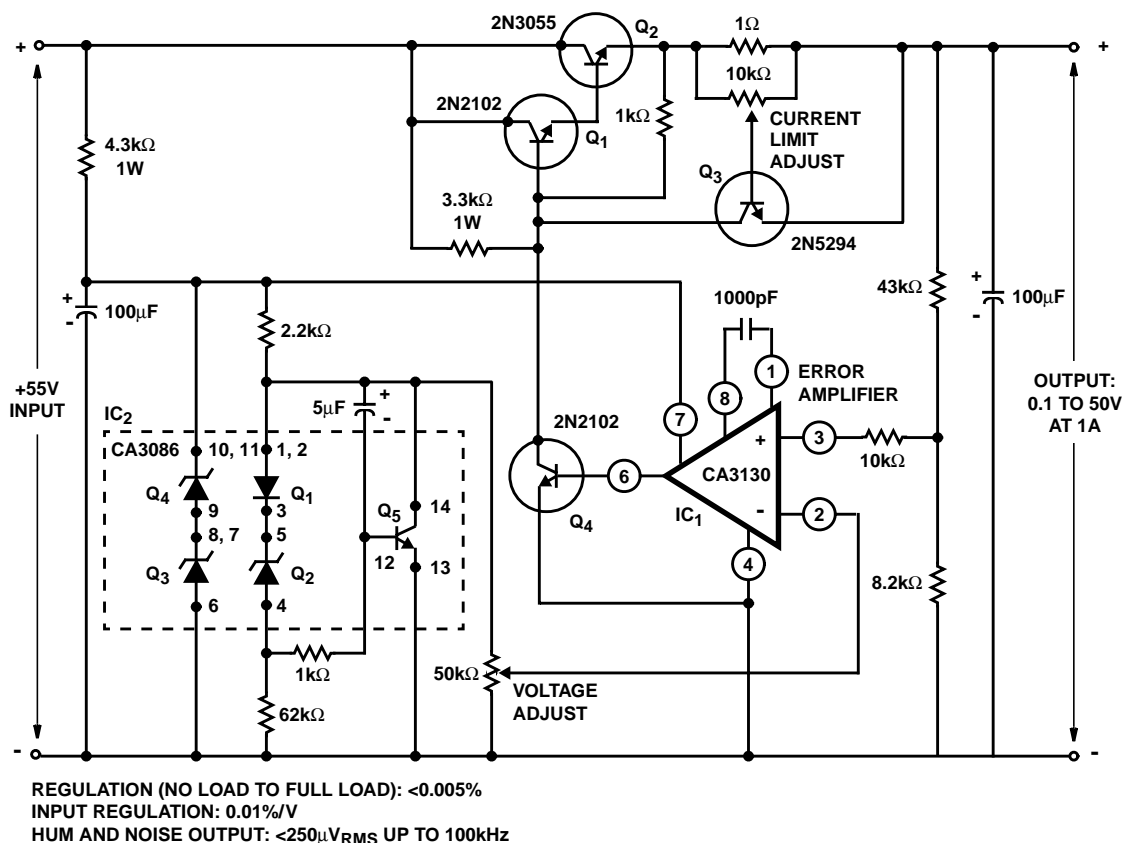 2N3055
Q2
1Ω
+
+
10kΩ
2N2102
Q1
1kΩ
CURRENT
LIMIT
ADJUST
4.3kΩ
1W
Q3
3.3kΩ
1W
2N5294
+
-
100μF
2.2kΩ
1000pF
43kΩ
+
-
100μF
+55V
INPUT
5μF
+
-
1
ERROR
AMPLIFIER
8
7
OUTPUT:
0.1 TO 50V
AT 1A
IC2
CA3086
10, 11
1, 2
2N2102
+
3
10kΩ
6
CA3130
Q4
Q1
14
9
3
Q5
8, 7
5
12
Q4
IC1
-
2
Q3
Q2
13
4
6
4
8.2kΩ
1kΩ
50kΩ
VOLTAGE
ADJUST
62kΩ
-
-
REGULATION (NO LOAD TO FULL LOAD): <0.005%
INPUT REGULATION: 0.01%/V
HUM AND NOISE OUTPUT: <250μVRMS UP TO 100kHz